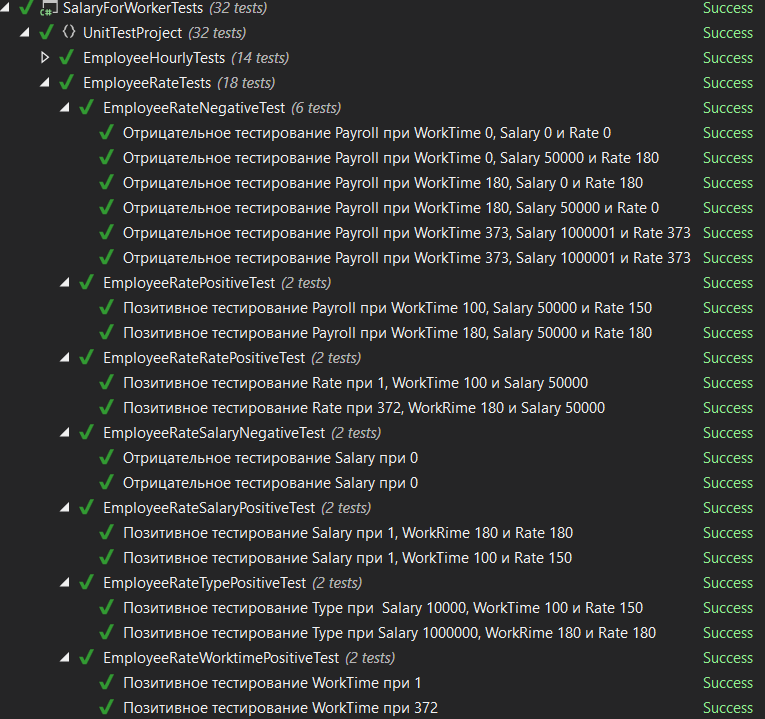 SalaryForWorkerTests (32 tests) Success
UnitTestProject (32 tests) Success
EmployeeHourlyTests (14 tests) Success
EmployeeRateTests (18 tests) Success
EmployeeRateNegativeTest (6 tests) Success
Отрицательное тестирование Payroll при WorkTime 0, Salary 0 и Rate 0 Success
Отрицательное тестирование Payroll при WorkTime 0, Salary 50000 и Rate 180 Success
Отрицательное тестирование Payroll при WorkTime 180, Salary 0 и Rate 180 Success
Отрицательное тестирование Payroll при WorkTime 180, Salary 50000 и Rate 0 Success
Отрицательное тестирование Payroll при WorkTime 373, Salary 1000001 и Rate 373 Success
Отрицательное тестирование Payroll при WorkTime 373, Salary 1000001 и Rate 373 Success
EmployeeRatePositiveTest (2 tests) Success
Позитивное тестирование Payroll при WorkTime 100, Salary 50000 и Rate 150 Success
Позитивное тестирование Payroll при WorkTime 180, Salary 50000 и Rate 180 Success
EmployeeRateRatePositiveTest (2 tests) Success
Позитивное тестирование Rate при 1, WorkTime 100 и Salary 50000 Success
Позитивное тестирование Rate при 372, WorkRime 180 и Salary 50000 Success
EmployeeRateSalaryNegativeTest (2 tests) Success
Отрицательное тестирование Salary при 0 Success
Отрицательное тестирование Salary при 0 Success
EmployeeRateSalaryPositiveTest (2 tests) Success
Позитивное тестирование Salary при 1, WorkRime 180 и Rate 180 Success
Позитивное тестирование Salary при 1, WorkTime 100 и Rate 150 Success
EmployeeRateTypePositiveTest (2 tests) Success
Позитивное тестирование Type при  Salary 10000, WorkTime 100 и Rate 150 Success
Позитивное тестирование Type при Salary 1000000, WorkRime 180 и Rate 180 Success
EmployeeRateWorktimePositiveTest (2 tests) Success
Позитивное тестирование WorkTime при 1 Success
Позитивное тестирование WorkTime при 372 Success